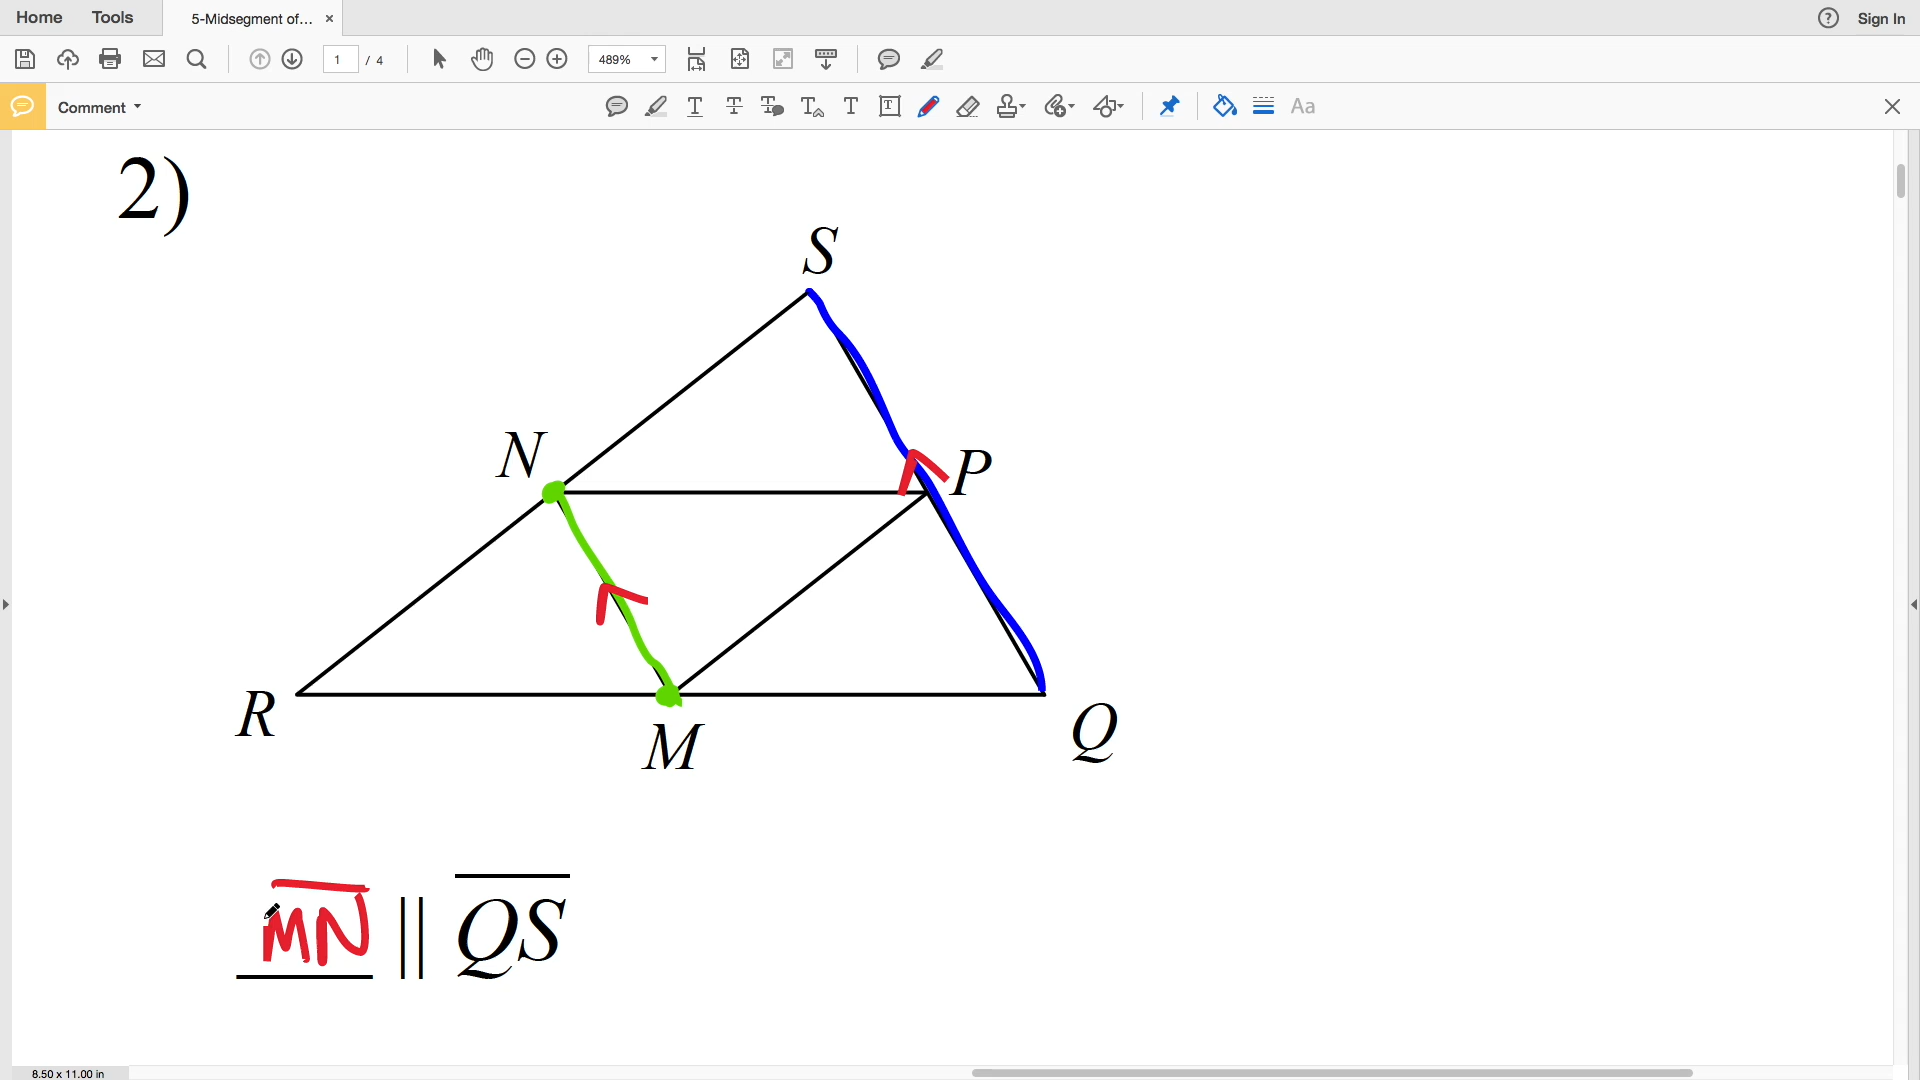 Home Tools 5-Midsegment of... × ? Sign In
1 / 4 489%
Comment T T T T T T Aa
2)
S
N
P
R
M
Q
MN || QS
8.50 x 11.00 in